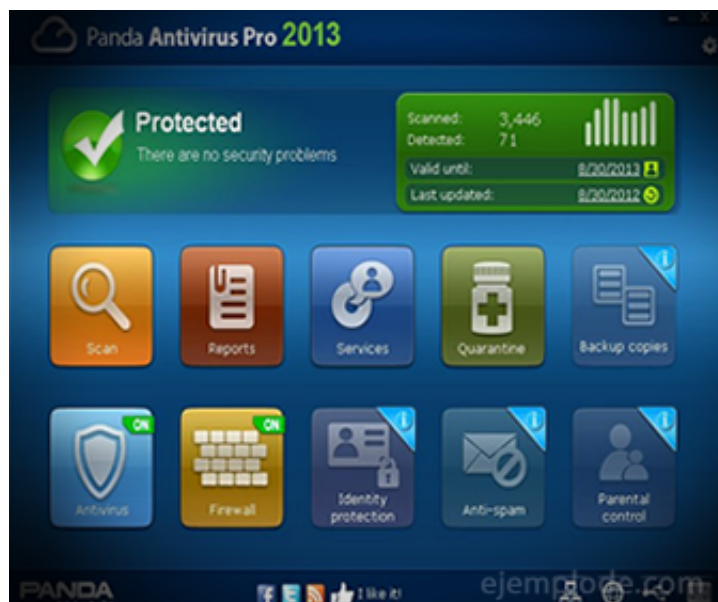 Panda Antivirus Pro 2013
Protected
There are no security problems
Scanned: 3,446
Detected: 71
Valid until: 8/30/2013
Last updated: 8/30/2012
Scan
Reports
Services
Quarantine
Backup copies
ON
ON
Antivirus
Firewall
Identity
protection
Anti-spam
Parental
control
PANDA
I like it!
ejemplode.com